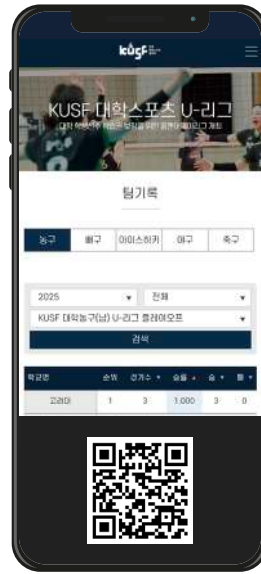 kusf
KUSF 대학스포츠 U-리그
팀기록
농구 배구 아이스하키 야구 축구
2025 전체
KUSF 대학농구(남) U-리그 플레이오프
검색
학교명 순위 경기수 승률 승 패
고려대 1 3 1.000 3 0